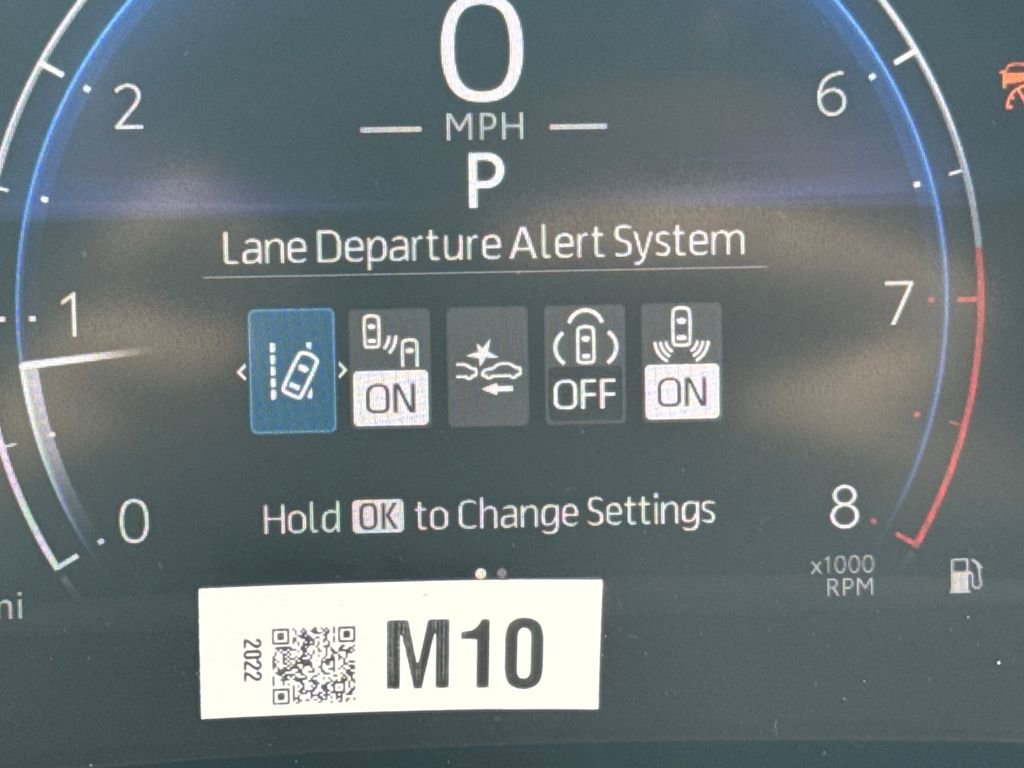 0
2
6
MPH
P
Lane Departure Alert System
1
7
ON
OFF
ON
0
Hold OK to Change Settings
8
x1000
RPM
mi
2022
M10